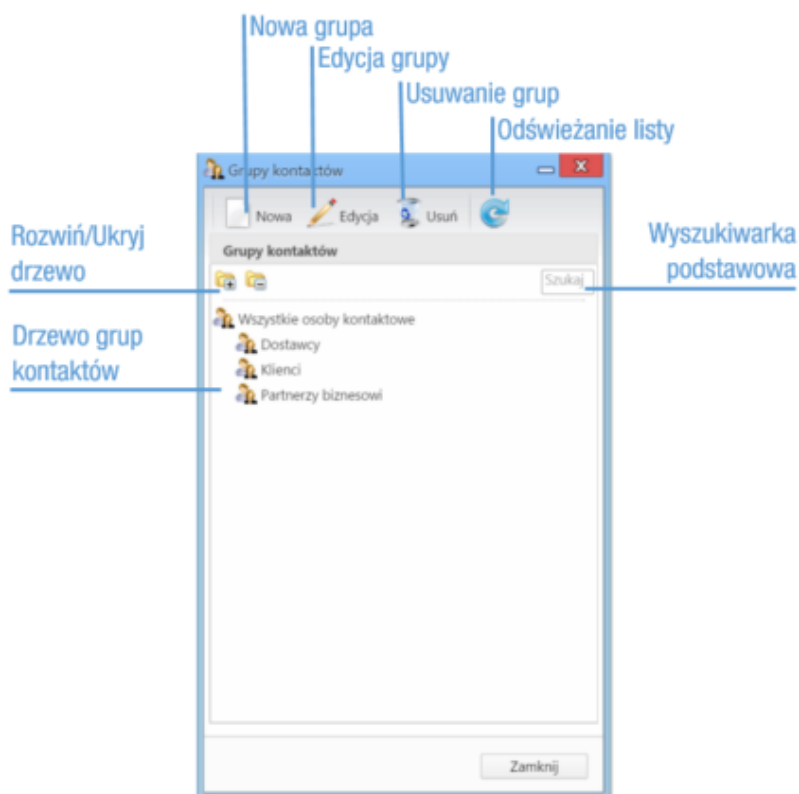 Nowa grupa
Edycja grupy
Usuwanie grup
Odświeżanie listy
Grupy kontaktów
Nowa Edycja Usuń
Rozwiń/Ukryj
drzewo
Grupy kontaktów
Wyszukiwarka
podstawowa
Szukaj
Wszystkie osoby kontaktowe
Drzewo grup
kontaktów
Dostawcy
Klienci
Partnerzy biznesowi
Zamknij